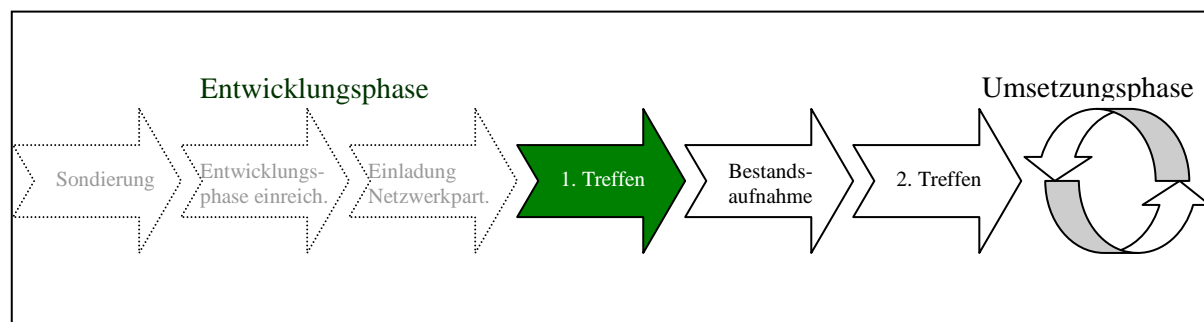 Entwicklungsphase
Umsetzungsphase
Sondierung
Entwicklungs-
phase einreich.
Einladung
Netzwerkpart.
1. Treffen
Bestands-
aufnahme
2. Treffen